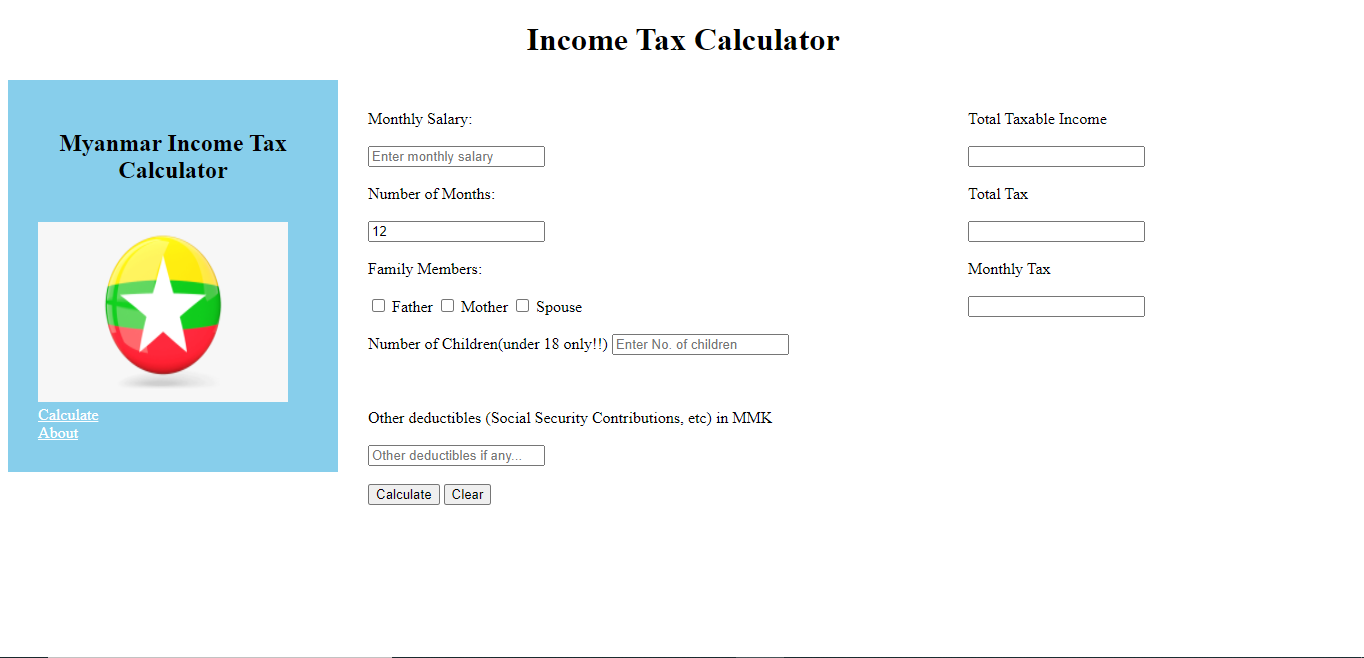 Income Tax Calculator
Myanmar Income Tax
Calculator
Calculate
About
Monthly Salary:
Enter monthly salary
Number of Months:
12
Family Members:
Father Mother Spouse
Number of Children(under 18 only!!) Enter No. of children
Other deductibles (Social Security Contributions, etc) in MMK
Other deductibles if any...
Calculate Clear
Total Taxable Income
Total Tax
Monthly Tax